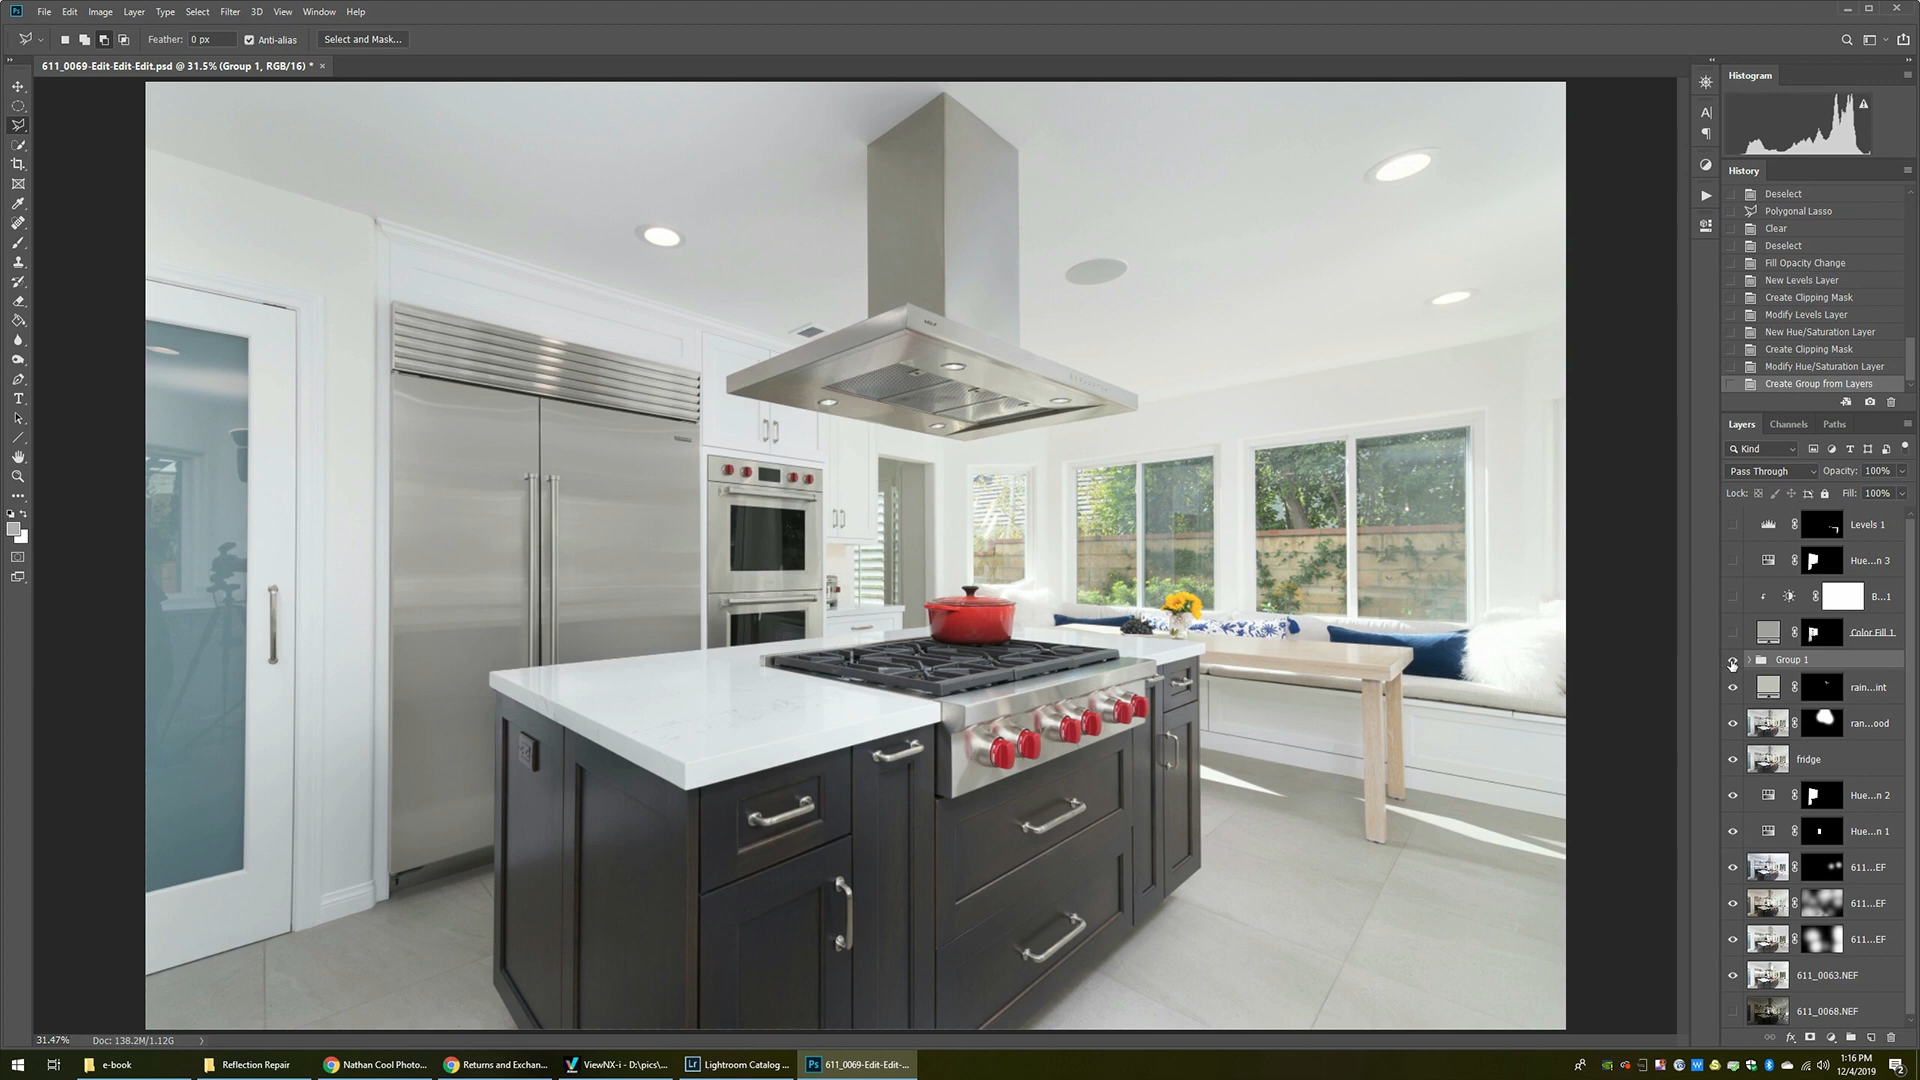 Ps File Edit Image Layer Type Select Filter 3D View Window Help
Feather: 0 px Anti-alias Select and Mask...
611_0069-Edit-Edit-Edit.psd @ 31.5% (Group 1, RGB/16) * ×
Histogram
History
Deselect
Polygonal Lasso
Clear
Deselect
Fill Opacity Change
New Levels Layer
Create Clipping Mask
Modify Levels Layer
New Hue/Saturation Layer
Create Clipping Mask
Modify Hue/Saturation Layer
Create Group from Layers
Layers Channels Paths
Kind
Pass Through Opacity: 100%
Lock: Fill: 100%
Levels 1
Hue...n 3
B...1
Color Fill 1
Group 1
rain...int
ran...ood
fridge
Hue...n 2
Hue...n 1
611...EF
611...EF
611...EF
611_0063.NEF
611_0068.NEF
31.47% Doc: 138.2M/1.12G
e-book
Reflection Repair
Nathan Cool Photo...
Returns and Exchan...
ViewNX-i - D:\pics\...
Lr Lightroom Catalog ...
Ps 611_0069-Edit-Edit-...
1:16 PM
12/4/2019